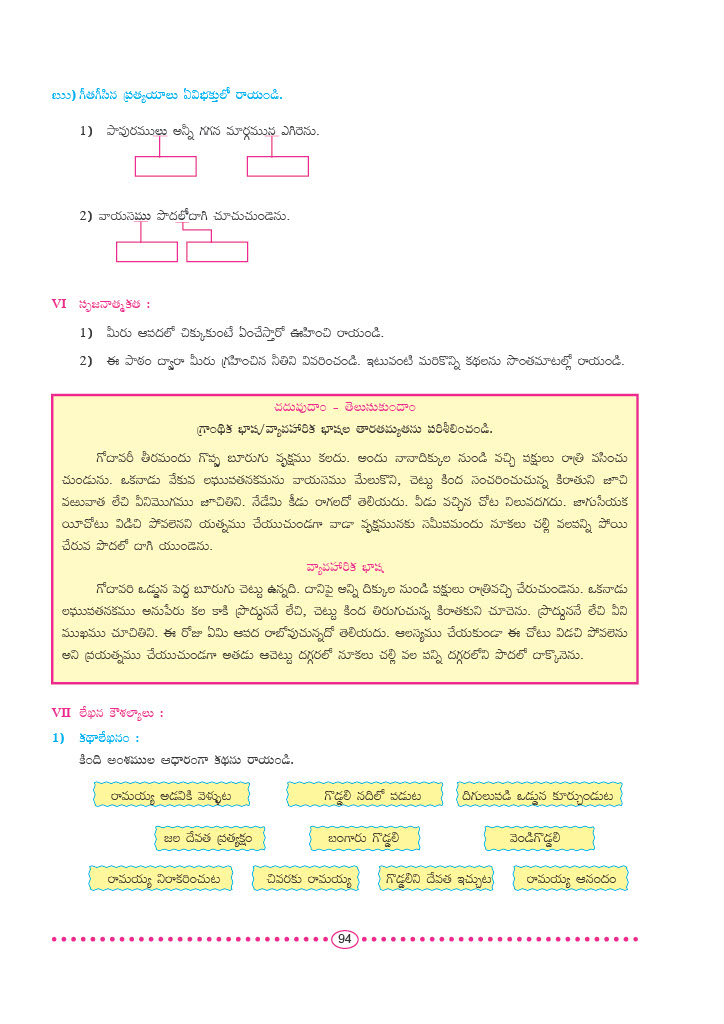 ఋ) గీతగీసిన ప్రత్యయాలు ఏవిభక్తులో రాయండి.
1) పావురములు అన్నీ గగన మార్గమున ఎగిరెను.
2) వాయసము పొదలోదాగి చూచుచుండెను.
VI సృజనాత్మకత :
1) మీరు ఆపదలో చిక్కుకుంటే ఏంచేస్తారో ఊహించి రాయండి.
2) ఈ పాఠం ద్వారా మీరు గ్రహించిన నీతిని వివరించండి. ఇటువంటి మరికొన్ని కథలను సొంతమాటల్లో రాయండి.
చదువుదాం - తెలుసుకుందాం
గ్రాంథిక భాష/వ్యావహారిక భాషల తారతమ్యతను పరిశీలించండి.
గోదావరీ తీరమందు గొప్ప బూరుగు వృక్షము కలదు. అందు నానాదిక్కుల నుండి వచ్చి పక్షులు రాత్రి వసించు
చుండును. ఒకనాడు వేకువ లఘుపతనకమను వాయసము మేలుకొని, చెట్టు కింద సంచరించుచున్న కిరాతుని జూచి
పఱువాత లేచి వీనిమొగము జూచితిని. నేడేమి కీడు రాగలదో తెలియదు. వీడు వచ్చిన చోట నిలువదగదు. జాగుసేయక
యీచోటు విడిచి పోవలెనని యత్నము చేయుచుండగా వాడా వృక్షమునకు సమీపమందు నూకలు చల్లి వలపన్ని పోయి
చేరువ పొదలో దాగి యుండెను.
వ్యావహారిక భాష
గోదావరి ఒడ్డున పెద్ద బూరుగు చెట్టు ఉన్నది. దానిపై అన్ని దిక్కుల నుండి పక్షులు రాత్రివచ్చి చేరుచుండెను. ఒకనాడు
లఘుపతనకము అనుపేరు కల కాకి ప్రొద్దుననే లేచి, చెట్టు కింద తిరుగుచున్న కిరాతకుని చూచెను. ప్రొద్దుననే లేచి వీని
ముఖము చూచితిని. ఈ రోజు ఏమి ఆపద రాబోవుచున్నదో తెలియదు. ఆలస్యము చేయకుండా ఈ చోటు విడచి పోవలెను
అని ప్రయత్నము చేయుచుండగా అతడు ఆచెట్టు దగ్గరలో నూకలు చల్లి వల పన్ని దగ్గరలోని పొదలో దాక్కొనెను.
VII లేఖన కౌశల్యాలు :
1) కథాలేఖనం :
కింది అంశముల ఆధారంగా కథను రాయండి.
రామయ్య అడవికి వెళ్ళుట గొడ్డలి నదిలో పడుట దిగులుపడి ఒడ్డున కూర్చుండుట
జల దేవత ప్రత్యక్షం బంగారు గొడ్డలి వెండిగొడ్డలి
రామయ్య నిరాకరించుట చివరకు రామయ్య గొడ్డలిని దేవత ఇచ్చుట రామయ్య ఆనందం
94